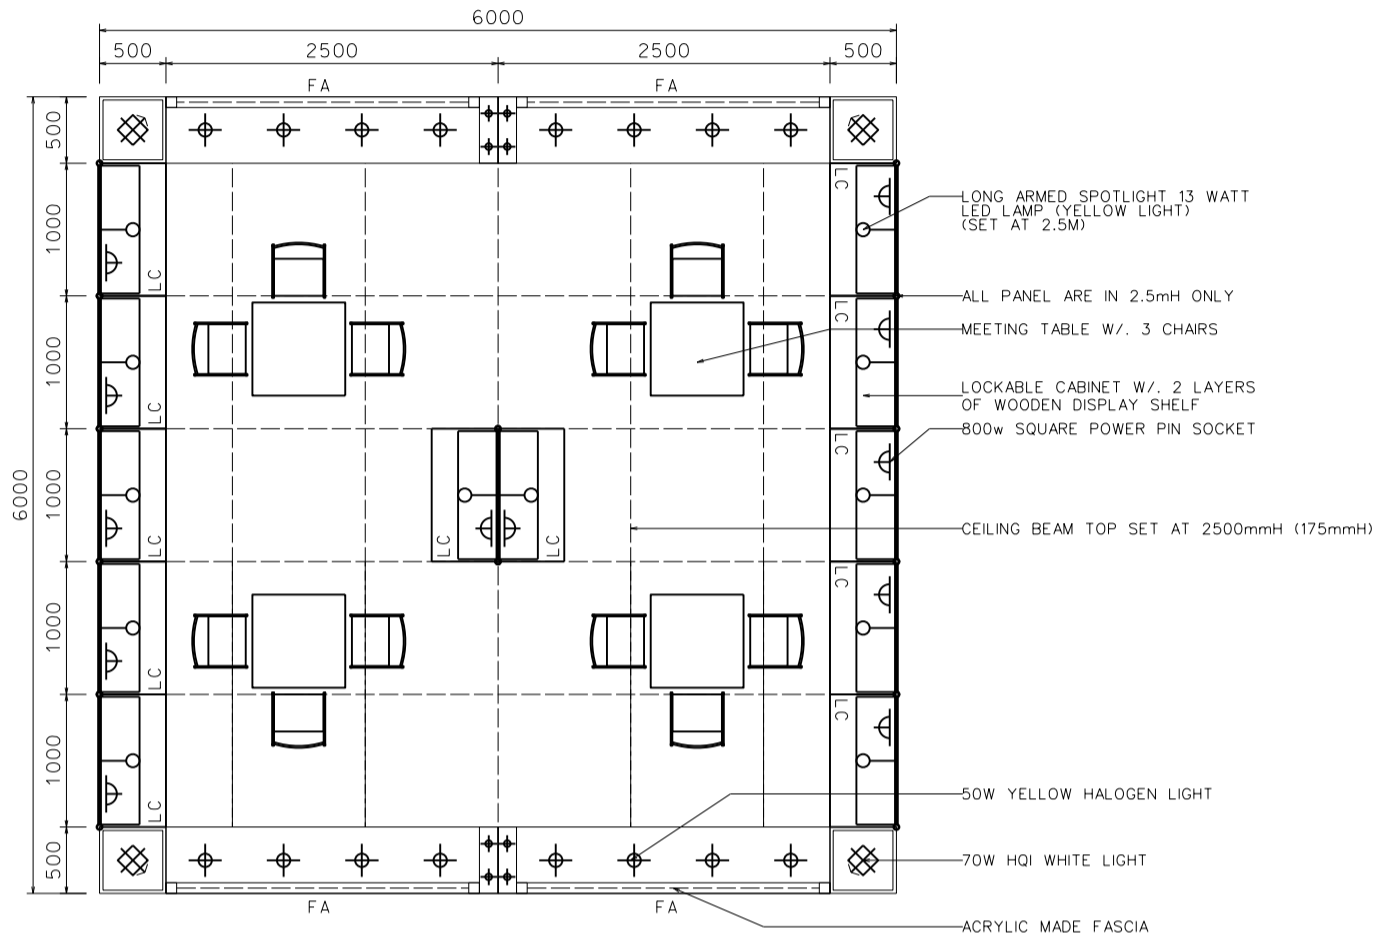 6000
500 2500 2500 500
FA FA
500
1000
1000
1000
1000
1000
500
6000
LC
LC
LC
LC
LC
LC
LC
LC
LC
LC
LC
LC
LONG ARMED SPOTLIGHT 13 WATT
LED LAMP (YELLOW LIGHT)
(SET AT 2.5M)
ALL PANEL ARE IN 2.5mH ONLY
MEETING TABLE W/. 3 CHAIRS
LOCKABLE CABINET W/. 2 LAYERS
OF WOODEN DISPLAY SHELF
800w SQUARE POWER PIN SOCKET
CEILING BEAM TOP SET AT 2500mmH (175mmH)
50W YELLOW HALOGEN LIGHT
70W HQI WHITE LIGHT
ACRYLIC MADE FASCIA
FA FA